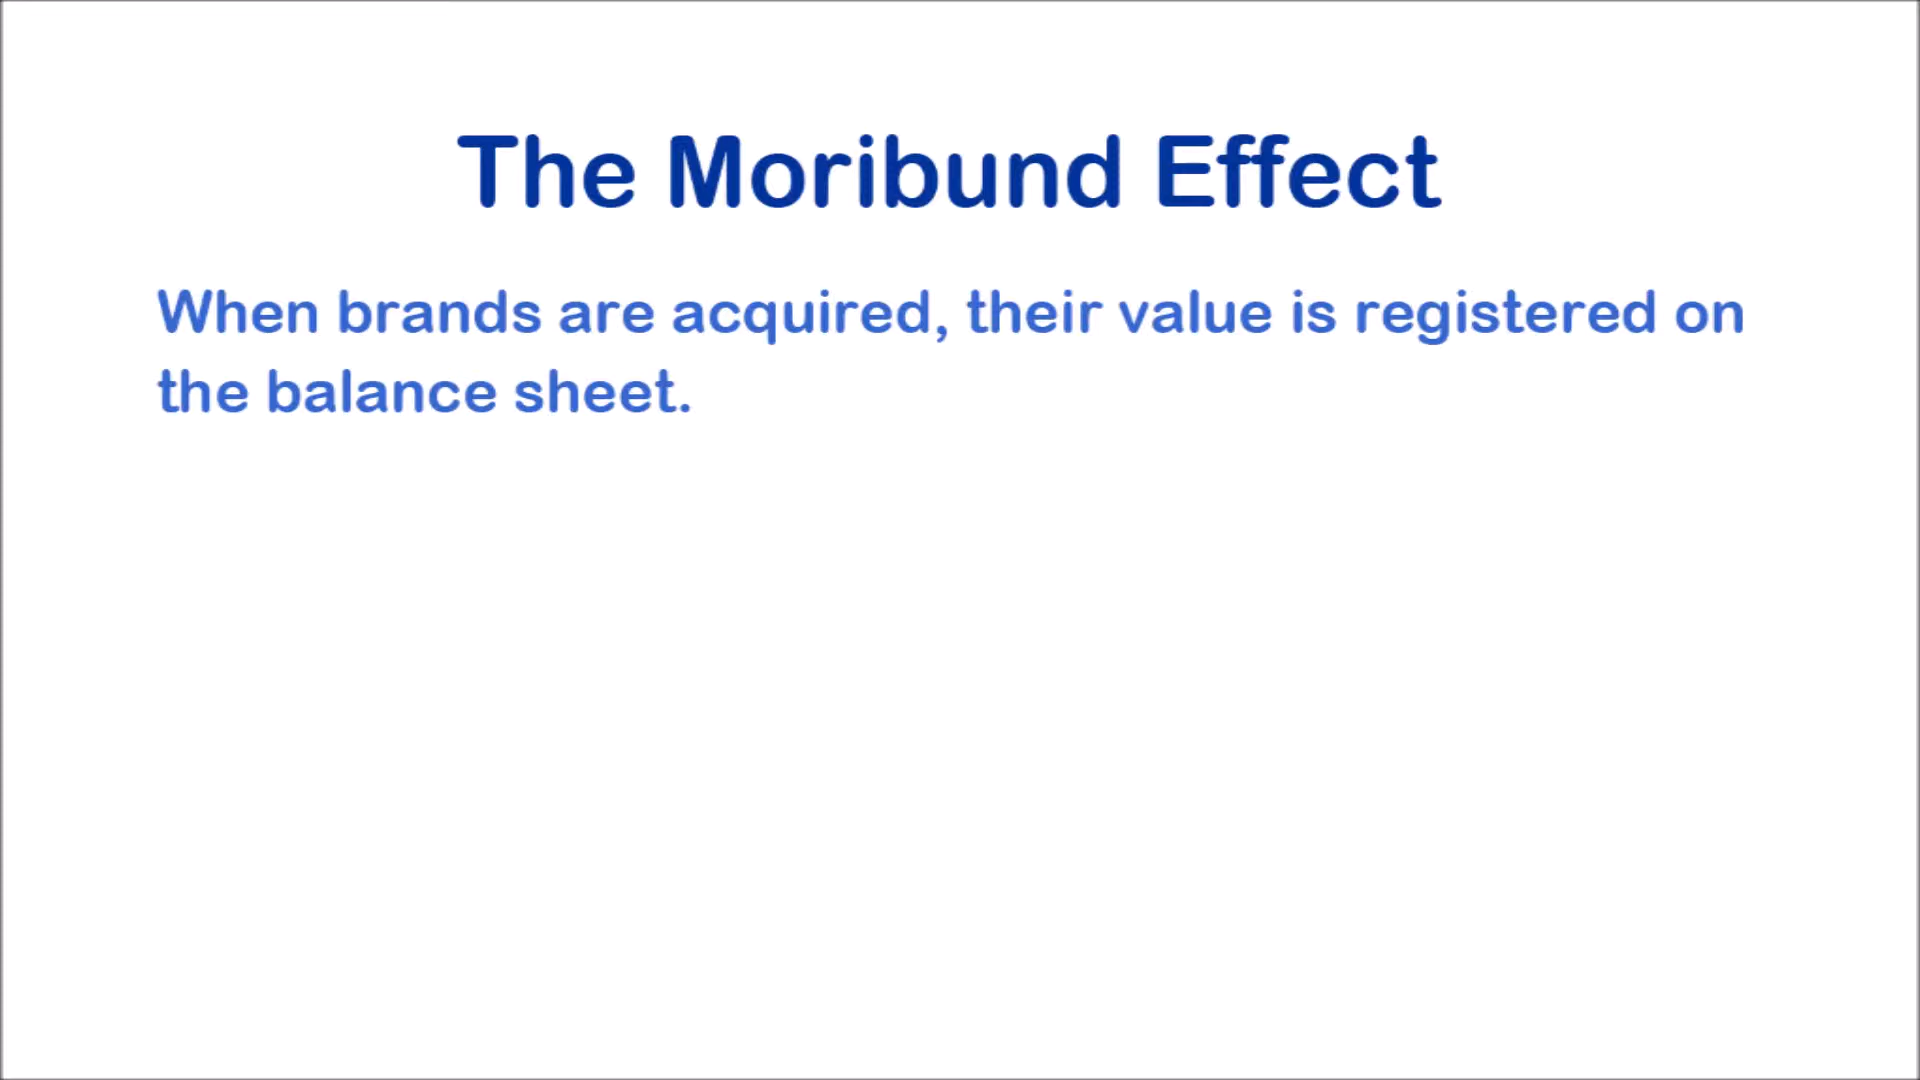 The Moribund Effect
When brands are acquired, their value is registered on
the balance sheet.